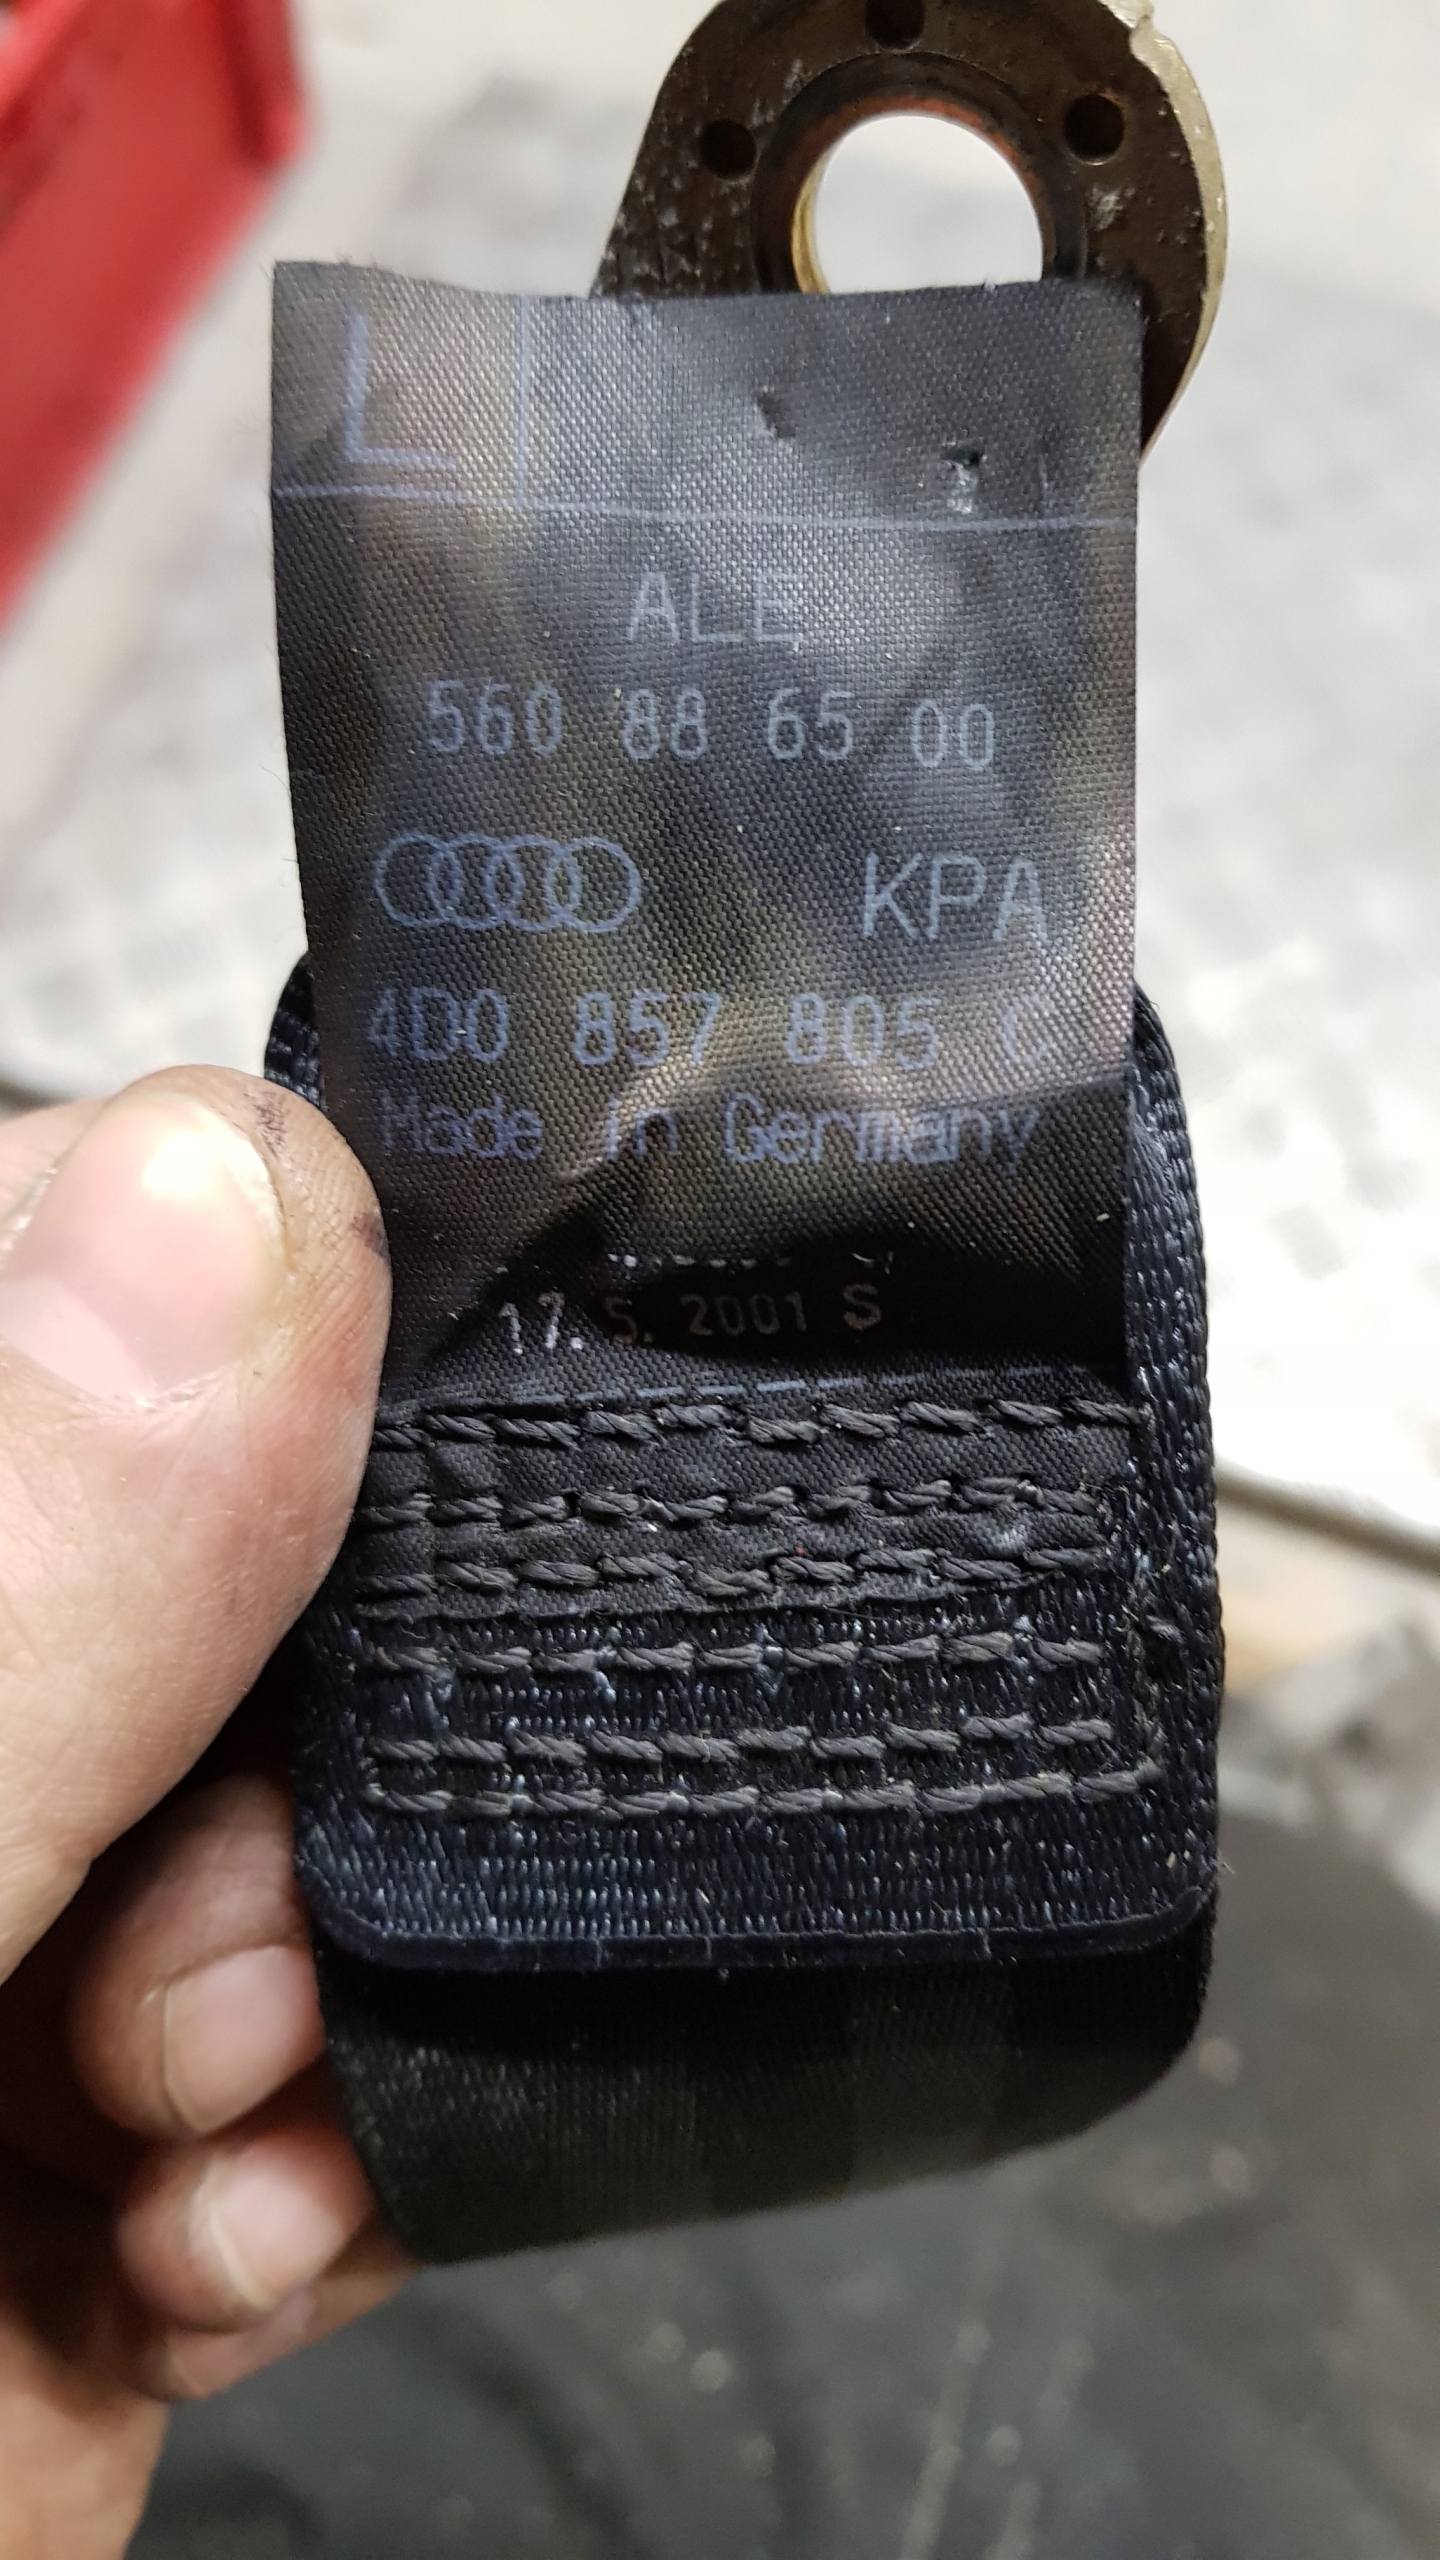 L
ALE
560 88 65 00
KPA
4D0 857 805
Made in Germany
17. 5. 2001 S